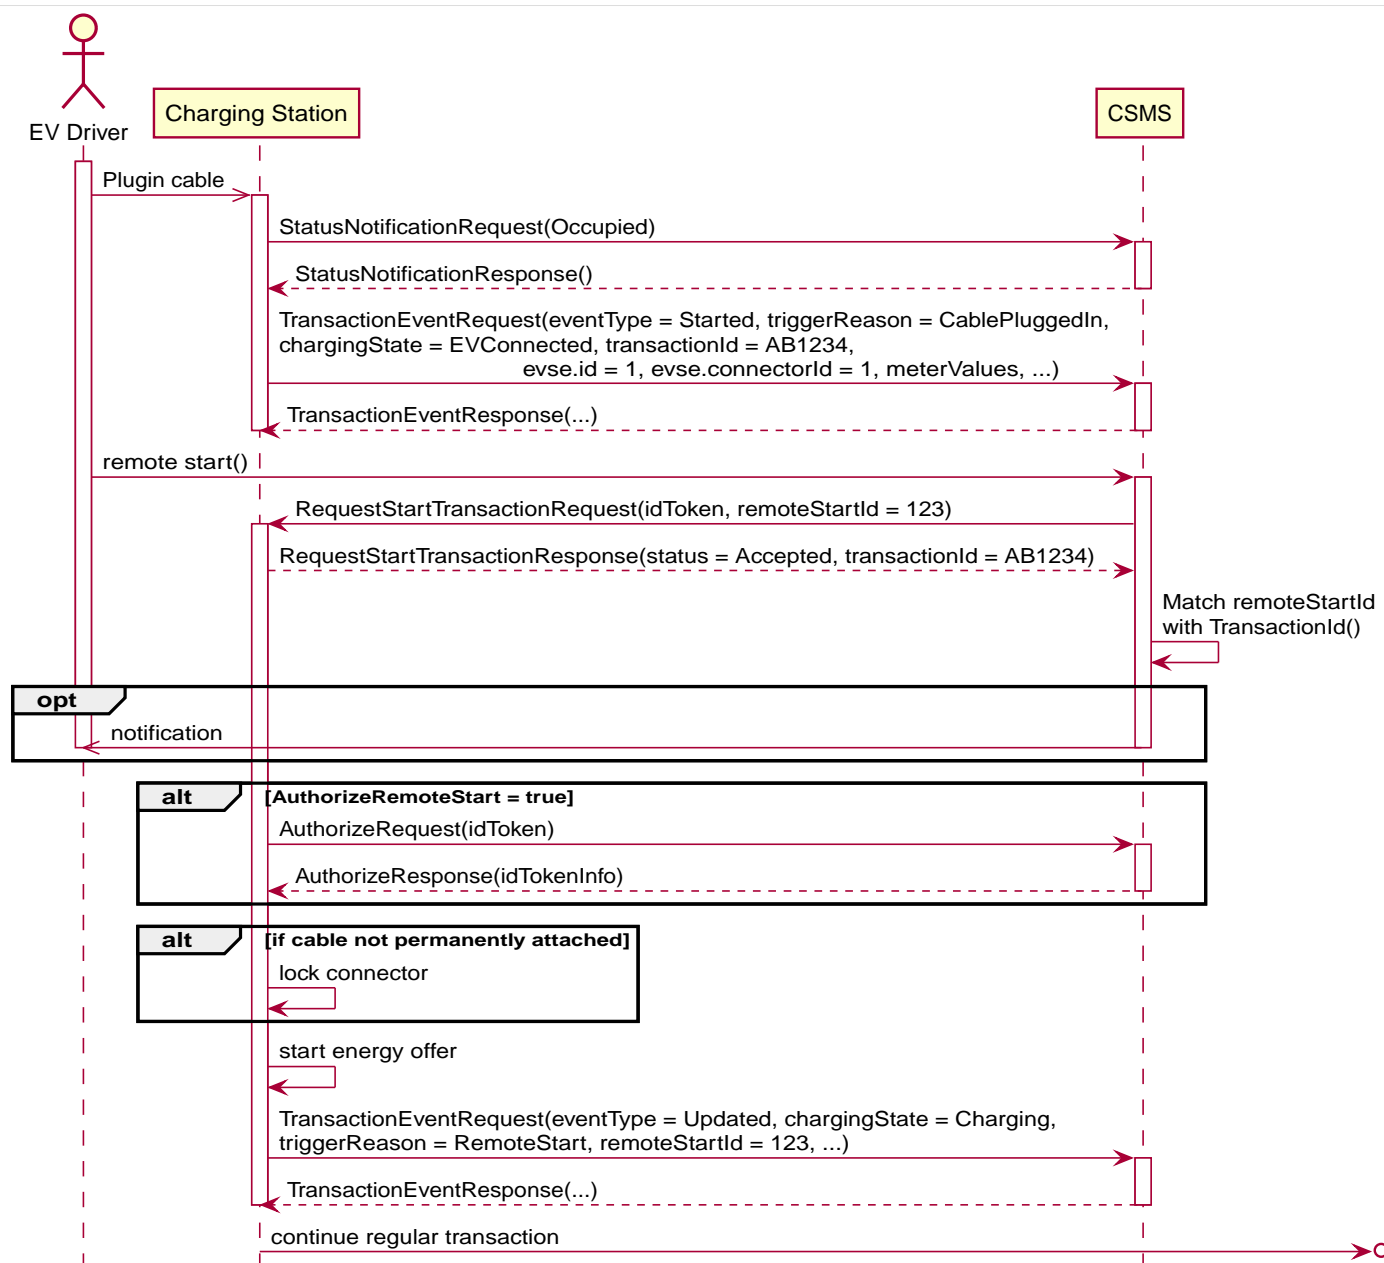 EV Driver
Charging Station
CSMS
Plugin cable
StatusNotificationRequest(Occupied)
StatusNotificationResponse()
TransactionEventRequest(eventType = Started, triggerReason = CablePluggedIn,
chargingState = EVConnected, transactionId = AB1234,
evse.id = 1, evse.connectorId = 1, meterValues, ...)
TransactionEventResponse(...)
remote start()
RequestStartTransactionRequest(idToken, remoteStartId = 123)
RequestStartTransactionResponse(status = Accepted, transactionId = AB1234)
Match remoteStartId
with TransactionId()
opt
notification
alt [AuthorizeRemoteStart = true]
AuthorizeRequest(idToken)
AuthorizeResponse(idTokenInfo)
alt [if cable not permanently attached]
lock connector
start energy offer
TransactionEventRequest(eventType = Updated, chargingState = Charging,
triggerReason = RemoteStart, remoteStartId = 123, ...)
TransactionEventResponse(...)
continue regular transaction